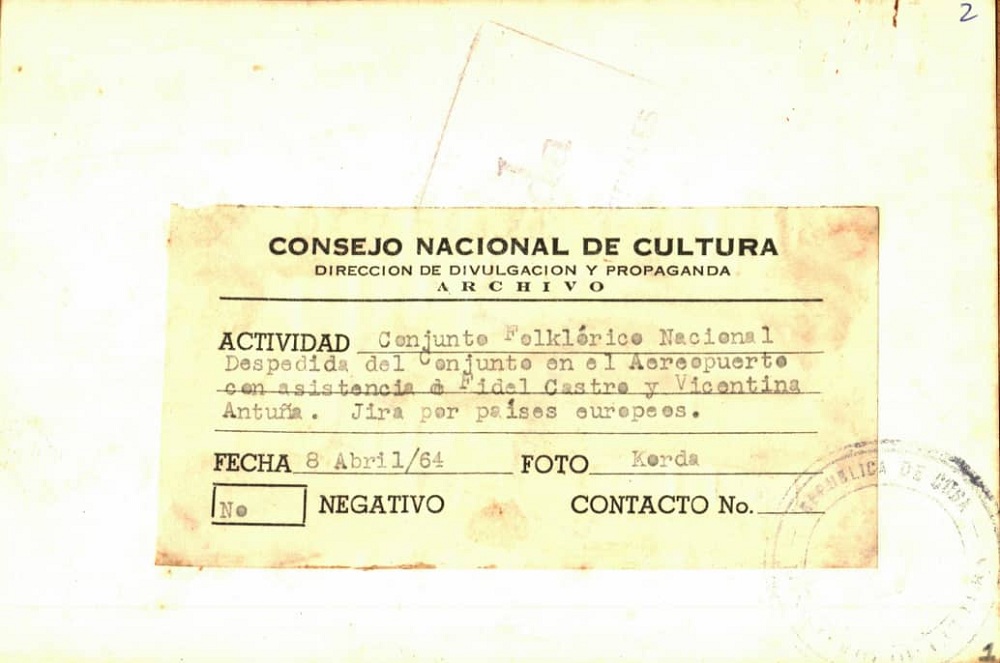 2
CONSEJO NACIONAL DE CULTURA
DIRECCION DE DIVULGACION Y PROPAGANDA
ARCHIVO
ACTIVIDAD Conjunto Folklórico Nacional
Despedida del Conjunto en el Aereopuerto
con asistencia d Fidel Castro y Vicentina
Antuña. Jira por países europeos.
FECHA 8 Abril/64 FOTO Korda
No NEGATIVO CONTACTO No.
REPUBLICA DE CUBA
1